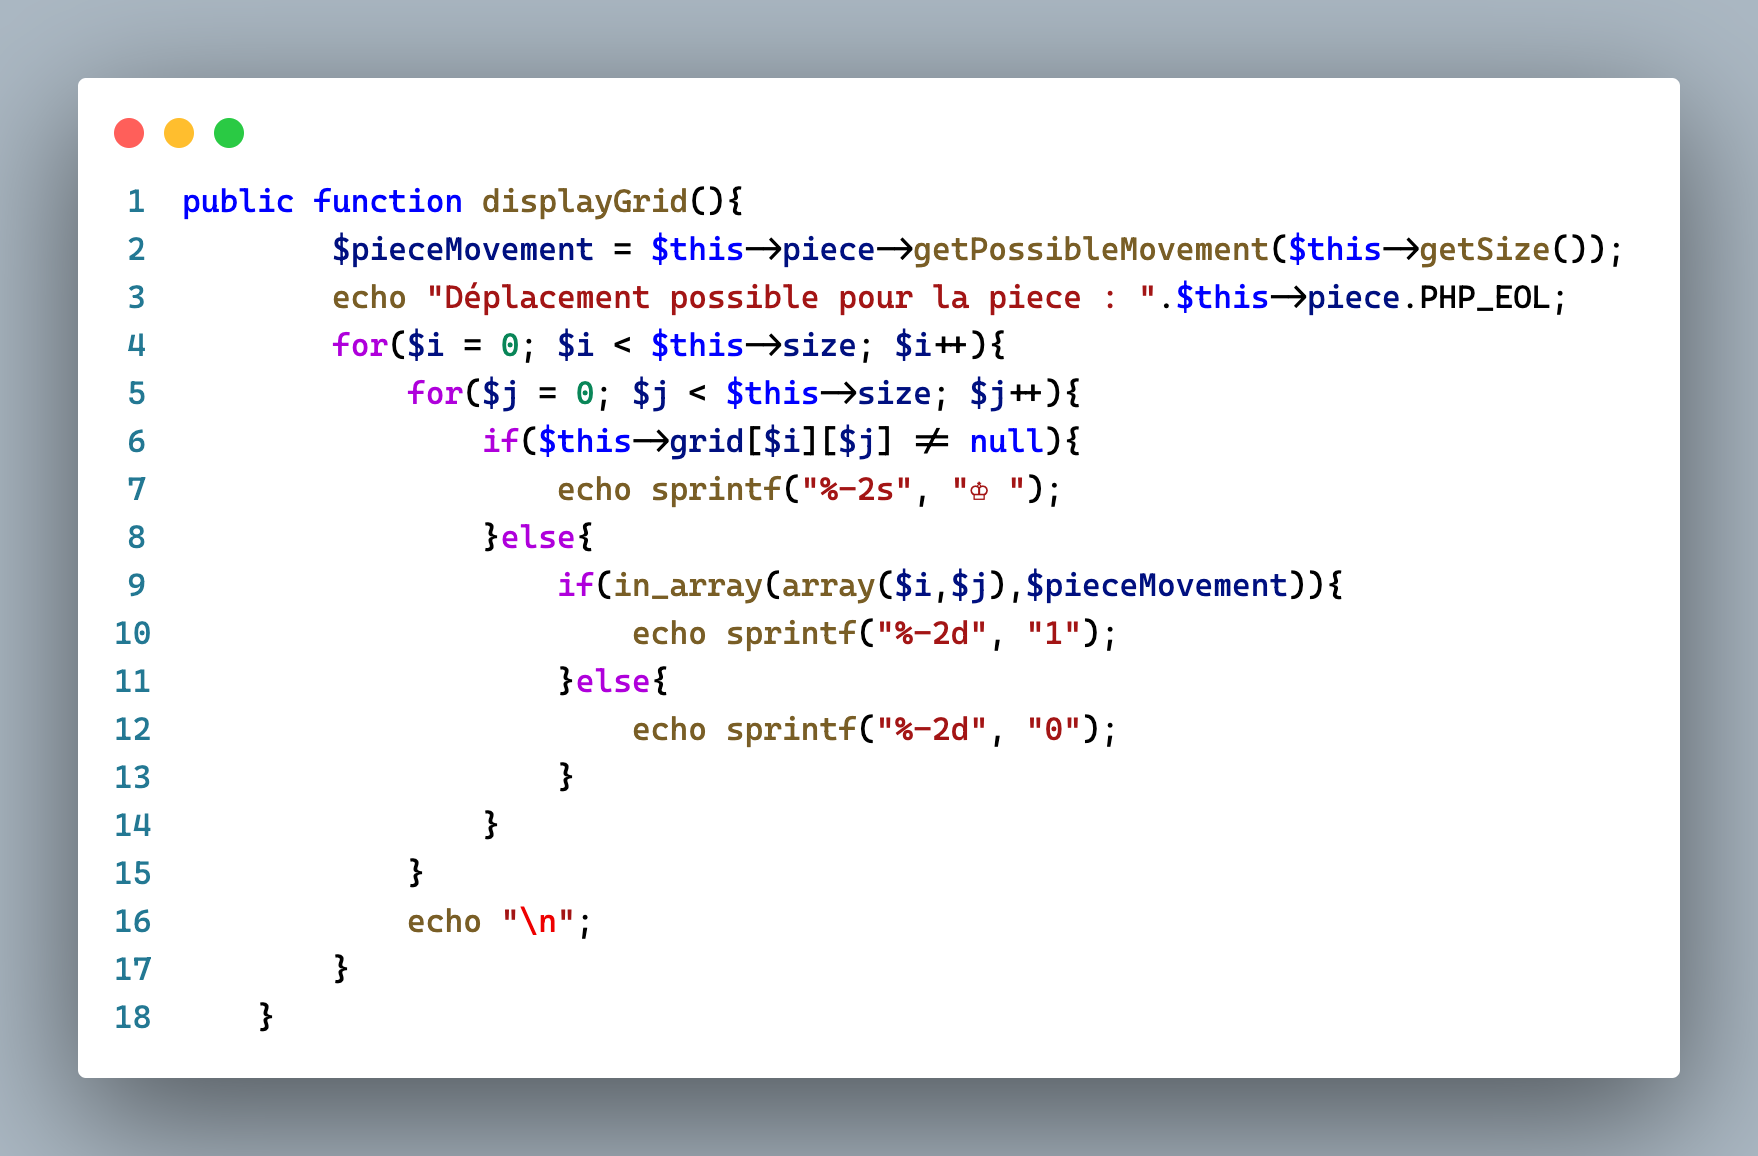 1 public function displayGrid(){
2         $pieceMovement = $this->piece->getPossibleMovement($this->getSize());
3         echo "Déplacement possible pour la piece : ".$this->piece.PHP_EOL;
4         for($i = 0; $i < $this->size; $i++){
5             for($j = 0; $j < $this->size; $j++){
6                 if($this->grid[$i][$j] != null){
7                     echo sprintf("%-2s", "♔ ");
8                 }else{
9                     if(in_array(array($i,$j),$pieceMovement)){
10                         echo sprintf("%-2d", "1");
11                     }else{
12                         echo sprintf("%-2d", "0");
13                     }
14                 }
15             }
16             echo "\n";
17         }
18     }